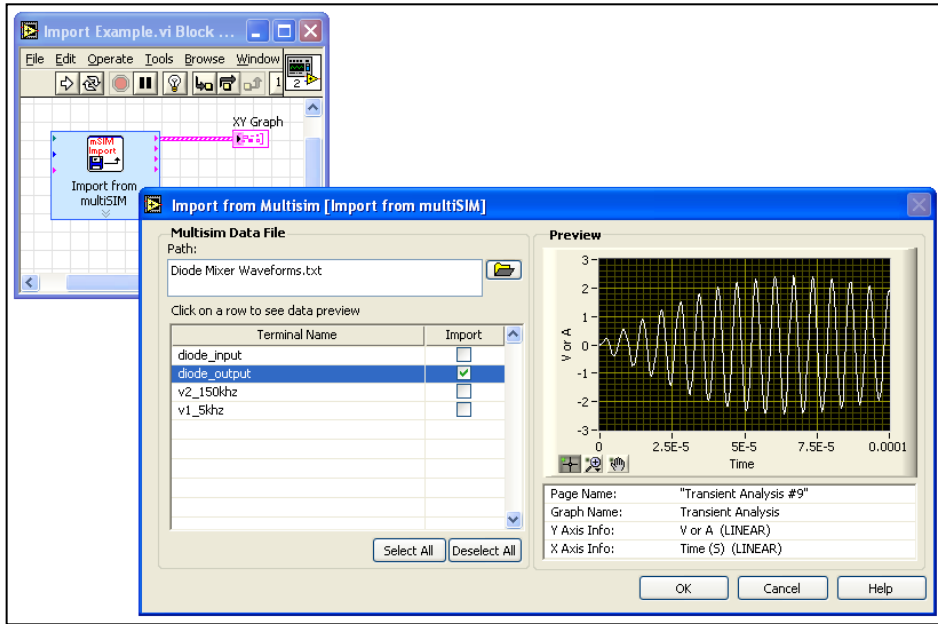 Import Example.vi Block ...
File Edit Operate Tools Browse Window
1
2
XY Graph
mSIM
Import
Import from
multiSIM
Import from Multisim [Import from multiSIM]
Multisim Data File
Path:
Diode Mixer Waveforms.txt
Click on a row to see data preview
Terminal Name Import
diode_input
diode_output
v2_150khz
v1_5khz
Select All Deselect All
Preview
V or A
3
2
1
0
-1
-2
-3
0 2.5E-5 5E-5 7.5E-5 0.0001
Time
Page Name: "Transient Analysis #9"
Graph Name: Transient Analysis
Y Axis Info: V or A (LINEAR)
X Axis Info: Time (S) (LINEAR)
OK Cancel Help